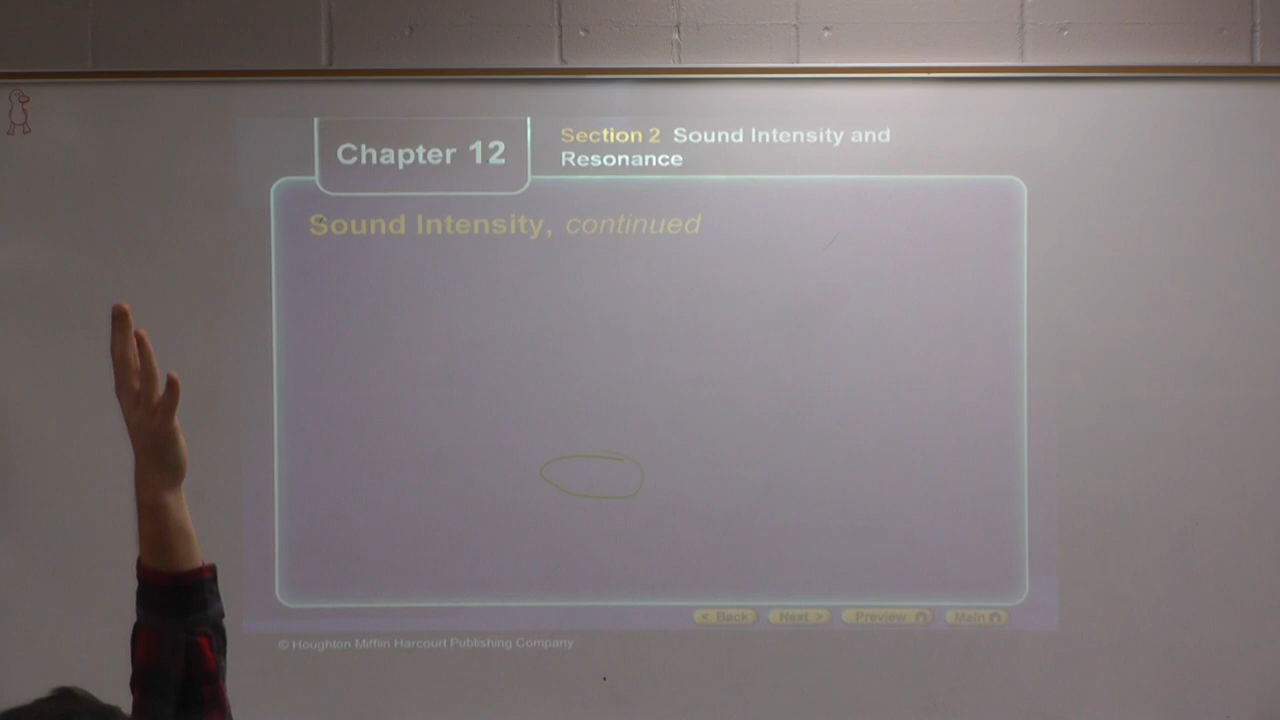 Chapter 12
Section 2 Sound Intensity and
Resonance
Sound Intensity, continued
< Back Next > Preview Main
© Houghton Mifflin Harcourt Publishing Company